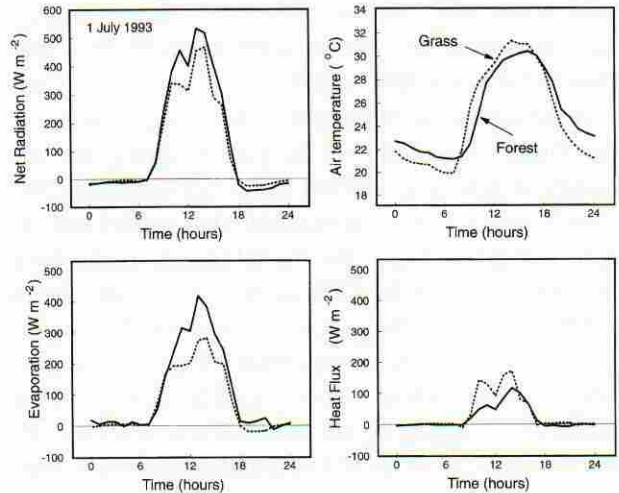 600
500
400
300
200
100
0
-100
Net Radiation (W m⁻²)
1 July 1993
0 6 12 18 24
Time (hours)
34
32
30
28
26
24
22
20
18
Air temperature ( °C)
Grass
Forest
0 6 12 18 24
Time (hours)
500
400
300
200
100
0
-100
Evaporation (W m⁻²)
0 6 12 18 24
Time (hours)
500
400
300
200
100
0
-100
Heat Flux (W m⁻²)
0 6 12 18 24
Time (hours)